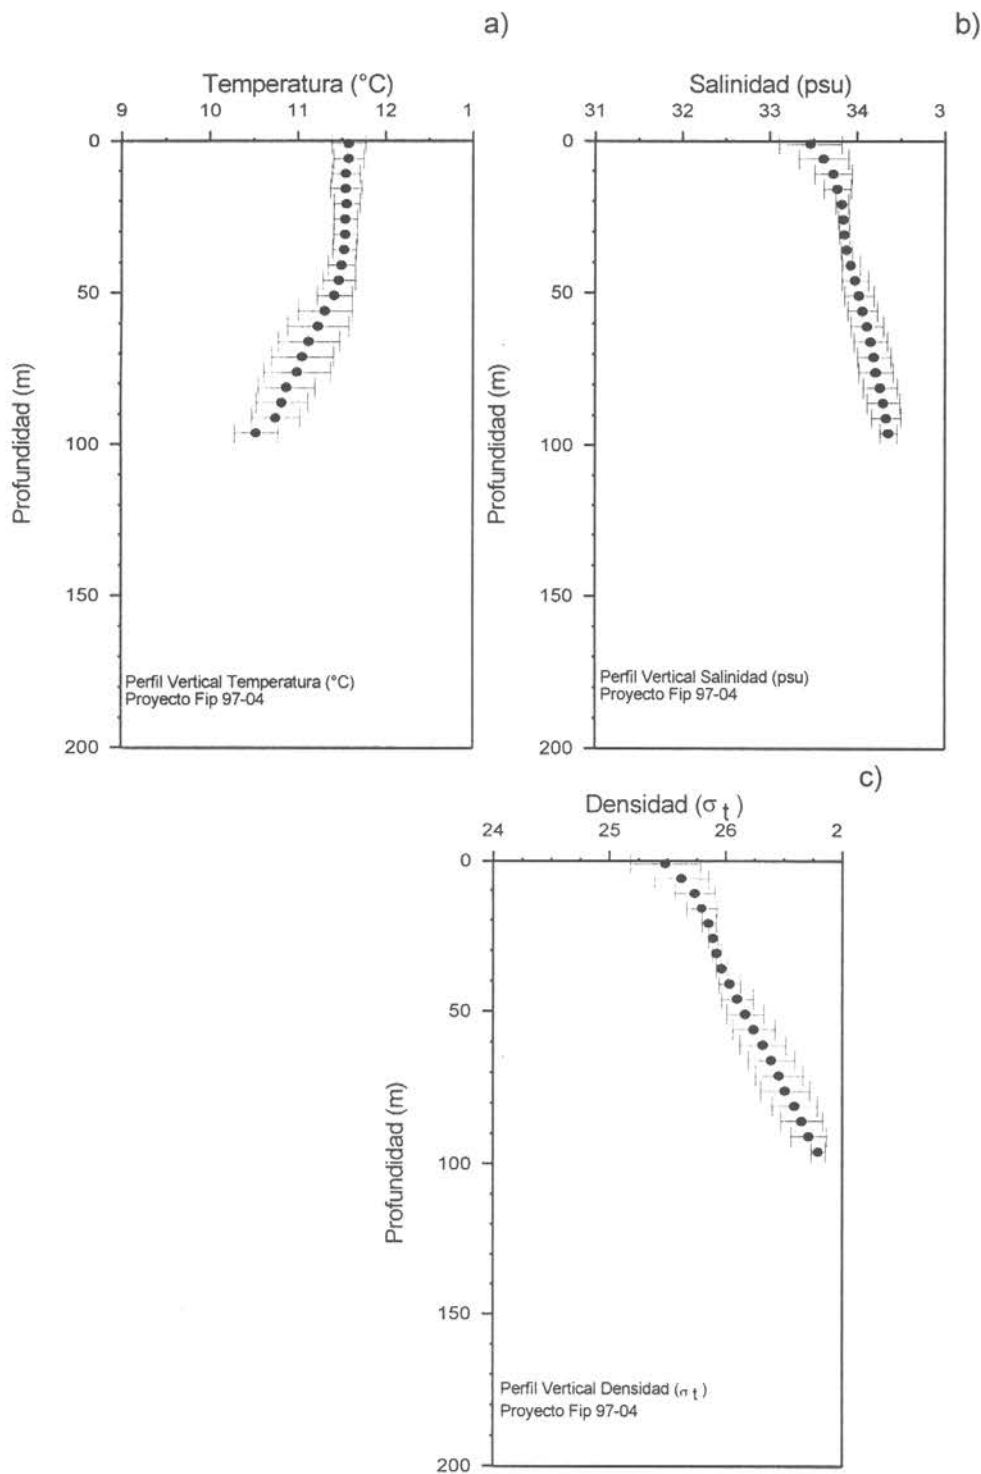 a)
Temperatura (°C)
9 10 11 12 1
0
50
100
150
200
Profundidad (m)
Perfil Vertical Temperatura (°C)
Proyecto Fip 97-04
b)
Salinidad (psu)
31 32 33 34 3
0
50
100
150
200
Profundidad (m)
Perfil Vertical Salinidad (psu)
Proyecto Fip 97-04
c)
Densidad (σt)
24 25 26 2
0
50
100
150
200
Profundidad (m)
Perfil Vertical Densidad (σt)
Proyecto Fip 97-04